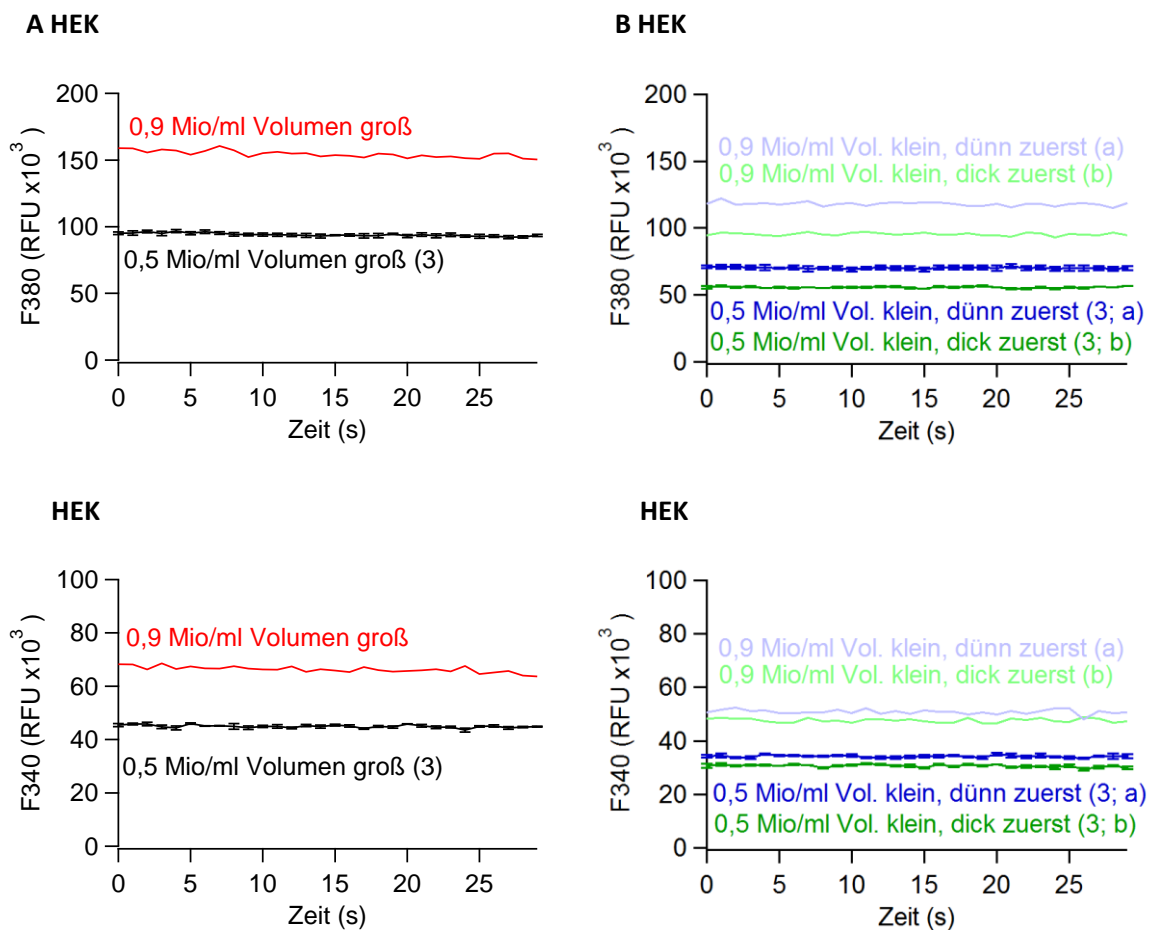 A HEK
200
150
100
50
0
F380 (RFU x10³)
0,9 Mio/ml Volumen groß
0,5 Mio/ml Volumen groß (3)
0 5 10 15 20 25
Zeit (s)
B HEK
200
150
100
50
0
F380 (RFU x10³)
0,9 Mio/ml Vol. klein, dünn zuerst (a)
0,9 Mio/ml Vol. klein, dick zuerst (b)
0,5 Mio/ml Vol. klein, dünn zuerst (3; a)
0,5 Mio/ml Vol. klein, dick zuerst (3; b)
0 5 10 15 20 25
Zeit (s)
HEK
100
80
60
40
20
0
F340 (RFU x10³)
0,9 Mio/ml Volumen groß
0,5 Mio/ml Volumen groß (3)
0 5 10 15 20 25
Zeit (s)
HEK
100
80
60
40
20
0
F340 (RFU x10³)
0,9 Mio/ml Vol. klein, dünn zuerst (a)
0,9 Mio/ml Vol. klein, dick zuerst (b)
0,5 Mio/ml Vol. klein, dünn zuerst (3; a)
0,5 Mio/ml Vol. klein, dick zuerst (3; b)
0 5 10 15 20 25
Zeit (s)